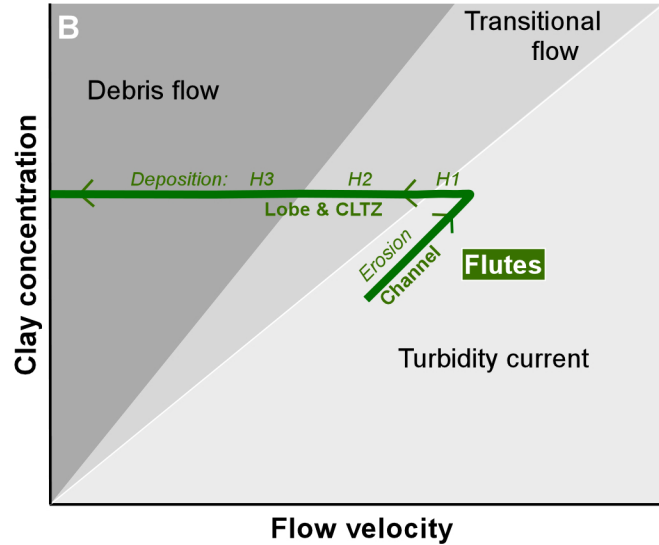 B
Transitional
flow
Debris flow
Deposition: H3 H2 H1
Lobe & CLTZ
Erosion
Channel
Flutes
Turbidity current
Clay concentration
Flow velocity